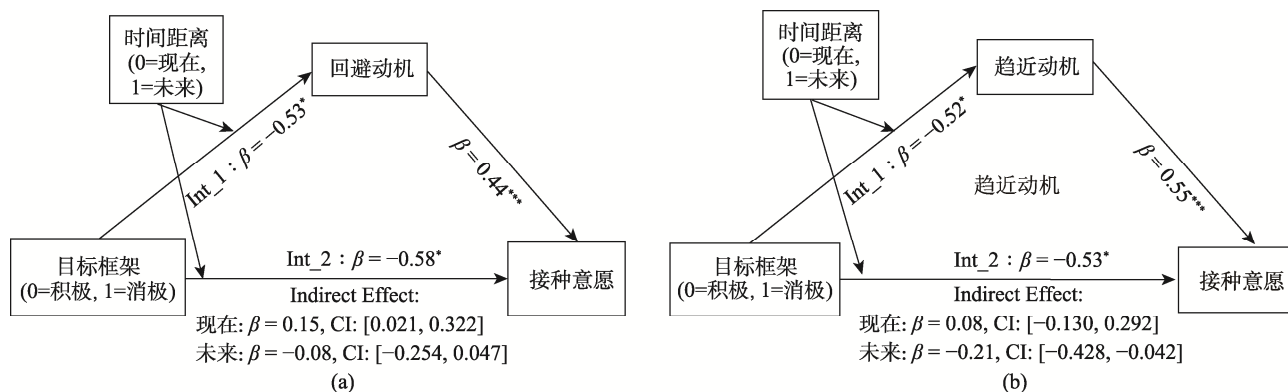 时间距离
(0=现在,
1=未来)
回避动机
Int_1：β = −0.53*
β = 0.44***
目标框架
(0=积极, 1=消极)
Int_2：β = −0.58*
接种意愿
Indirect Effect:
现在: β = 0.15, CI: [0.021, 0.322]
未来: β = −0.08, CI: [−0.254, 0.047]
(a)
时间距离
(0=现在,
1=未来)
趋近动机
Int_1：β = −0.52*
β = 0.55***
趋近动机
目标框架
(0=积极, 1=消极)
Int_2：β = −0.53*
接种意愿
Indirect Effect:
现在: β = 0.08, CI: [−0.130, 0.292]
未来: β = −0.21, CI: [−0.428, −0.042]
(b)